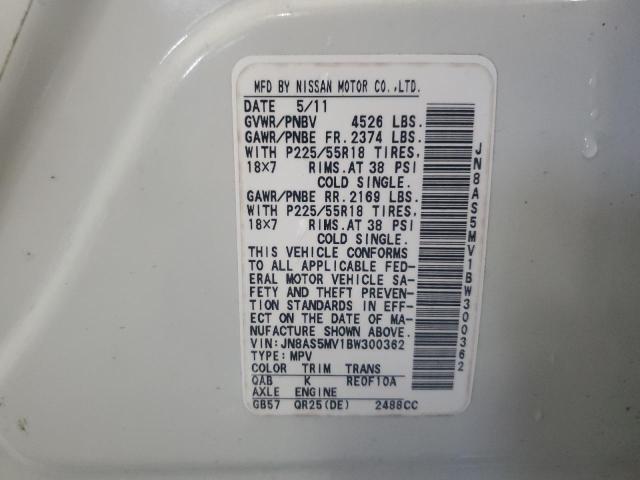 MFD BY NISSAN MOTOR CO.,LTD.
DATE 5/11
GVWR/PNBV 4526 LBS.
GAWR/PNBE FR. 2374 LBS.
WITH P225/55R18 TIRES,
18X7 RIMS.AT 38 PSI
COLD SINGLE.
GAWR/PNBE RR. 2169 LBS.
WITH P225/55R18 TIRES,
18X7 RIMS.AT 38 PSI
COLD SINGLE.
THIS VEHICLE CONFORMS
TO ALL APPLICABLE FED-
ERAL MOTOR VEHICLE SA-
FETY AND THEFT PREVEN-
TION STANDARDS IN EFF-
ECT ON THE DATE OF MA-
NUFACTURE SHOWN ABOVE.
VIN:JN8AS5MV1BW300362
TYPE:MPV
COLOR TRIM TRANS
QAB K RE0F10A
AXLE ENGINE
GB57 QR25(DE) 2488CC
JN8AS5MV1BW300362